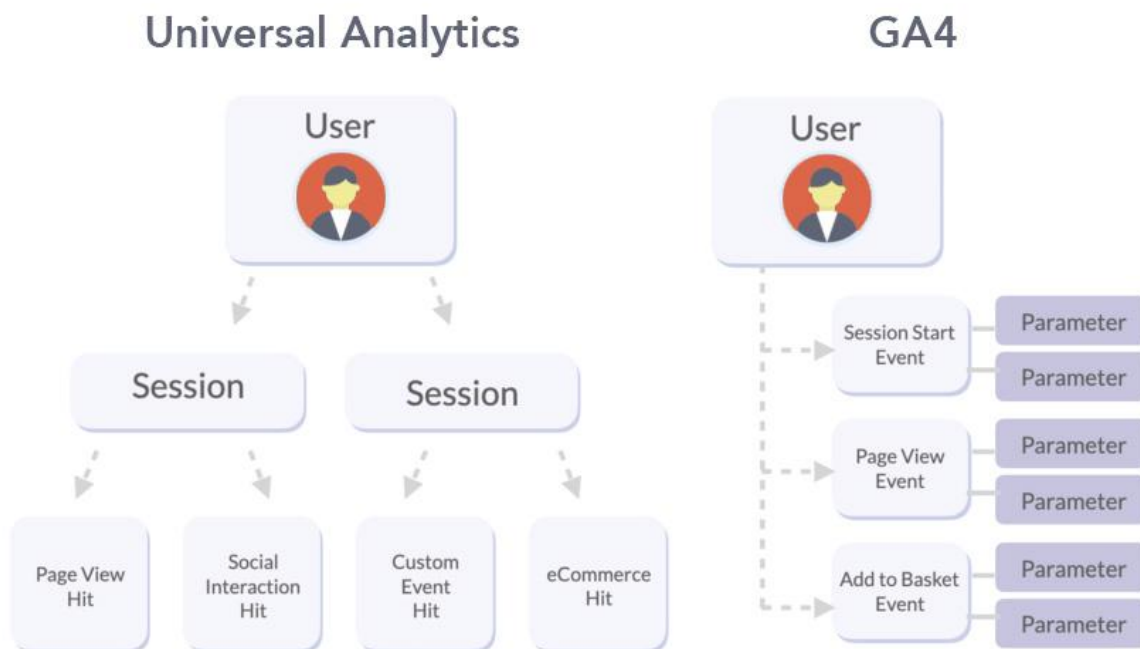 Universal Analytics
User
Session
Session
Page View
Hit
Social
Interaction
Hit
Custom
Event
Hit
eCommerce
Hit
GA4
User
Session Start
Event
Parameter
Parameter
Page View
Event
Parameter
Parameter
Add to Basket
Event
Parameter
Parameter